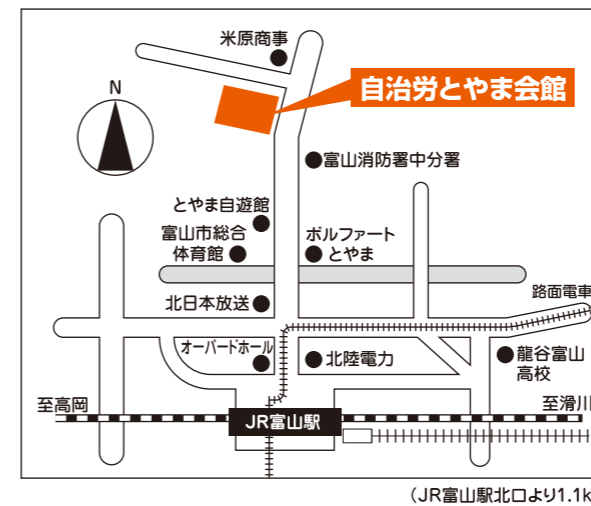 米原商事
N
自治労とやま会館
富山消防署中分署
とやま自遊館
富山市総合
体育館
ボルファート
とやま
路面電車
北日本放送
オーバードホール
北陸電力
龍谷富山
高校
至高岡
至滑川
JR富山駅
（JR富山駅北口より1.1k